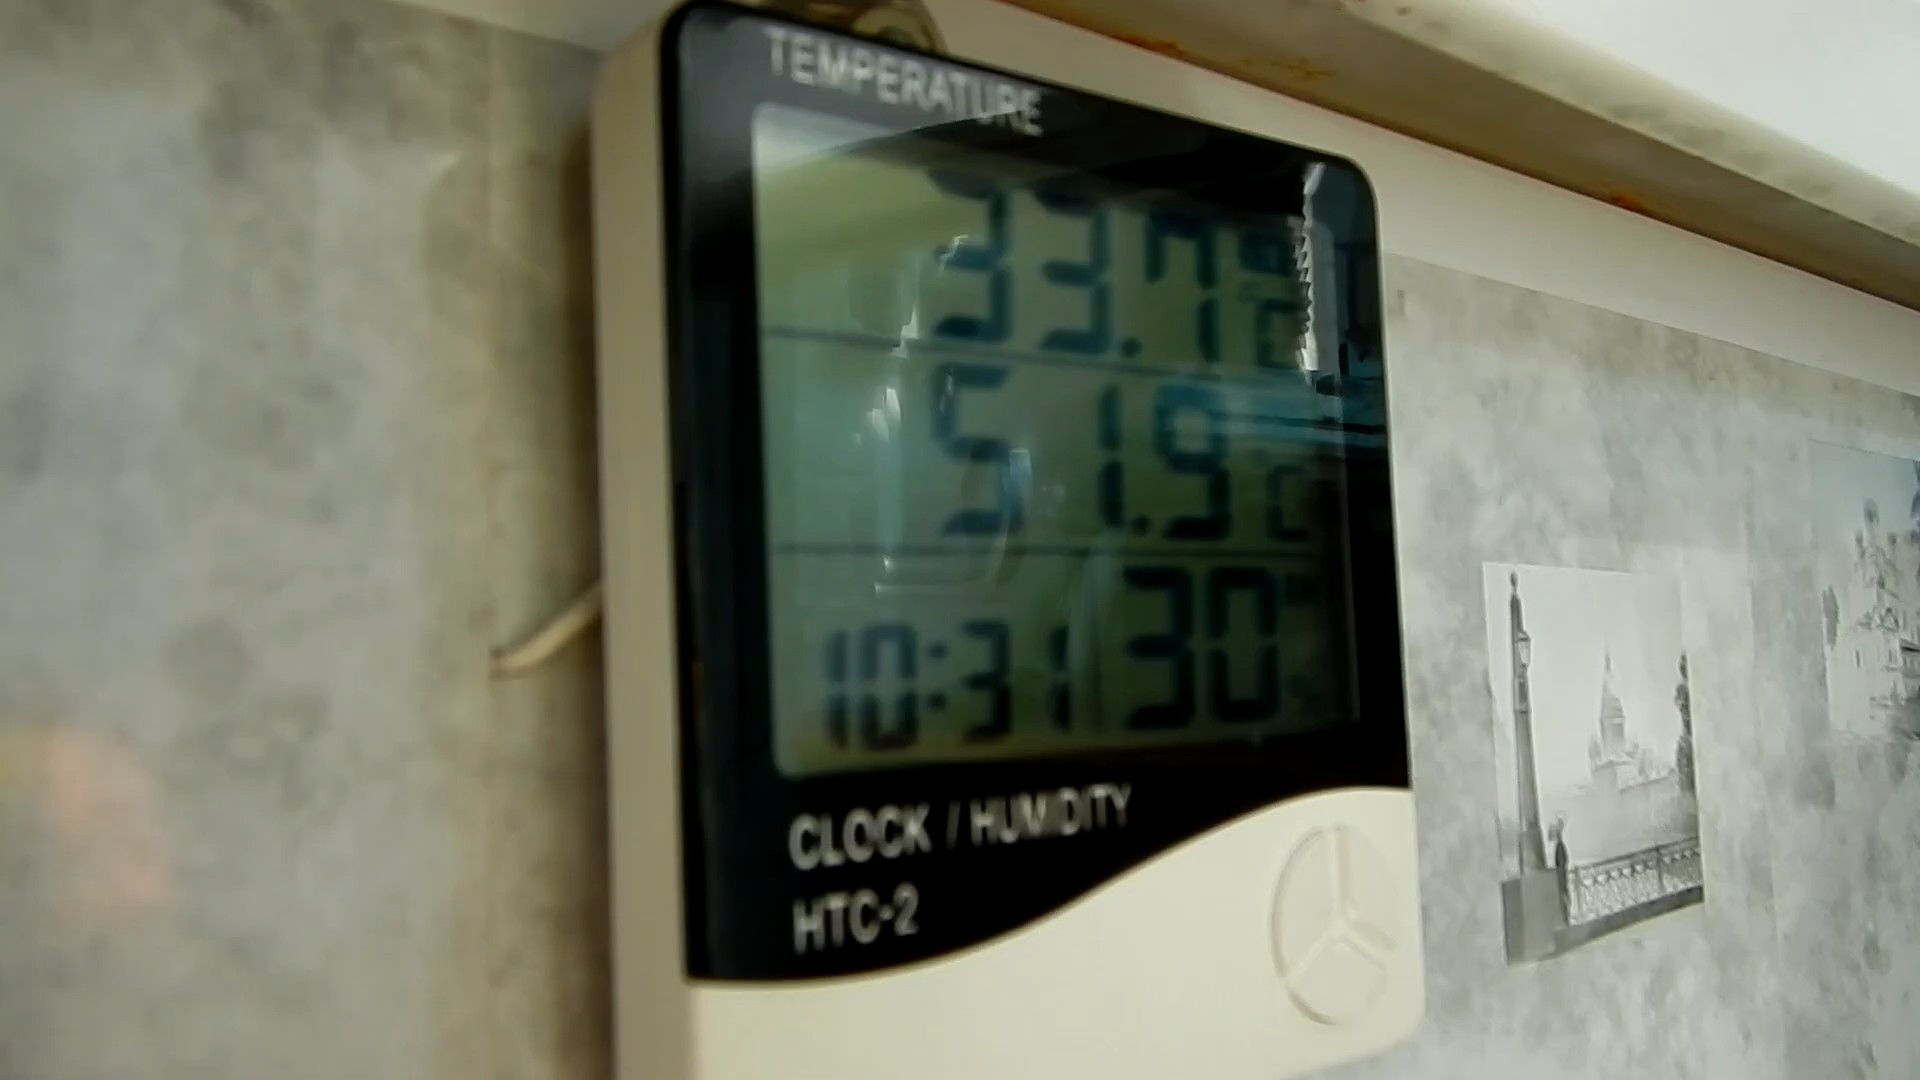 TEMPERATURE
33.7 °C
51.9 °C
10:31 30
CLOCK / HUMIDITY
HTC-2